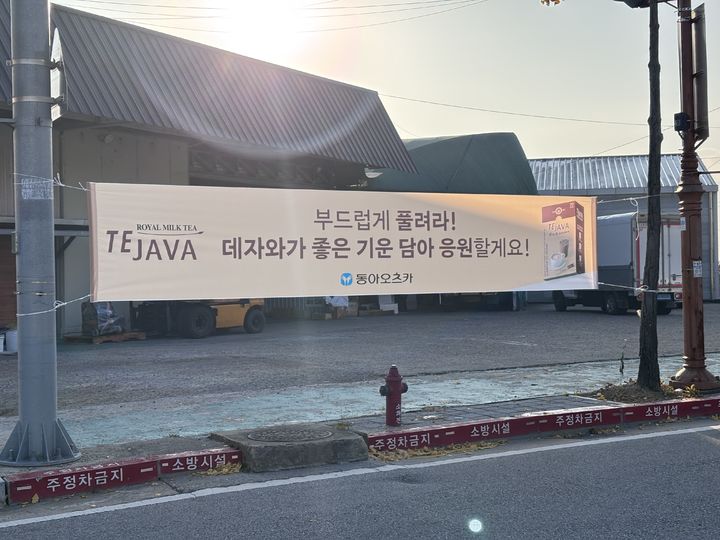 ROYAL MILK TEA
TEJAVA
부드럽게 풀려라!
데자와가 좋은 기운 담아 응원할게요!
동아오츠카
TEJAVA
주정차금지
소방시설
주정차금지
소방시설
주정차금지
소방시설